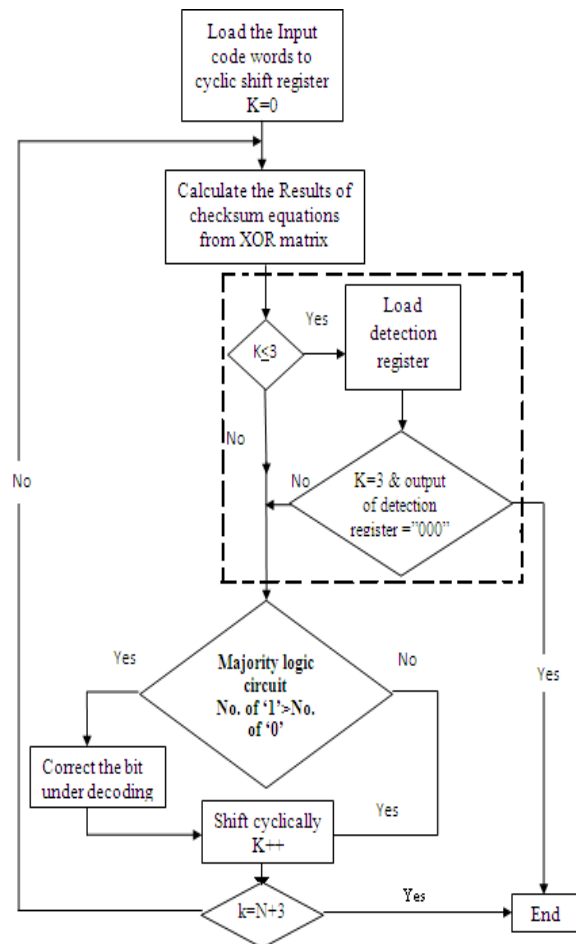 Load the Input
code words to
cyclic shift register
K=0
Calculate the Results of
checksum equations
from XOR matrix
Yes
Load
detection
register
K≤3
No
No
K=3 & output
of detection
register =”000”
No
Yes
Yes
Majority logic
circuit
No. of ‘1’>No.
of ‘0’
No
Correct the bit
under decoding
Shift cyclically
K++
Yes
k=N+3
Yes
End